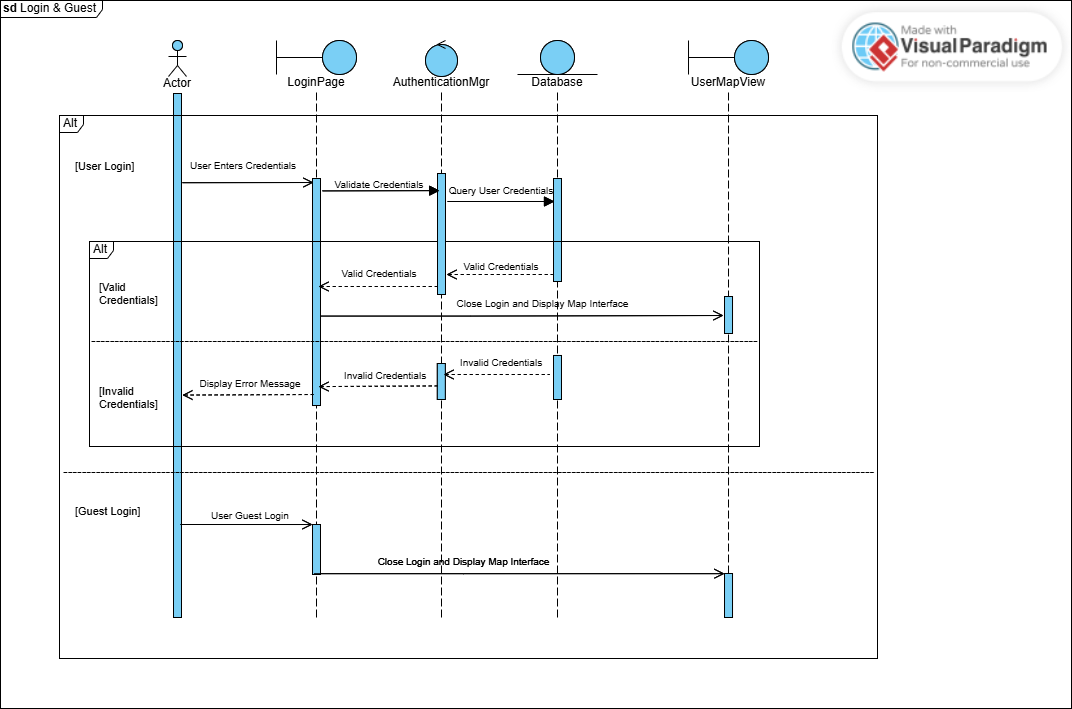 sd Login & Guest
Made with
Visual Paradigm
For non-commercial use
Actor
LoginPage
AuthenticationMgr
Database
UserMapView
Alt
[User Login]
User Enters Credentials
Validate Credentials
Query User Credentials
Alt
[Valid
Credentials]
Valid Credentials
Valid Credentials
Close Login and Display Map Interface
[Invalid
Credentials]
Invalid Credentials
Invalid Credentials
Display Error Message
[Guest Login]
User Guest Login
Close Login and Display Map Interface